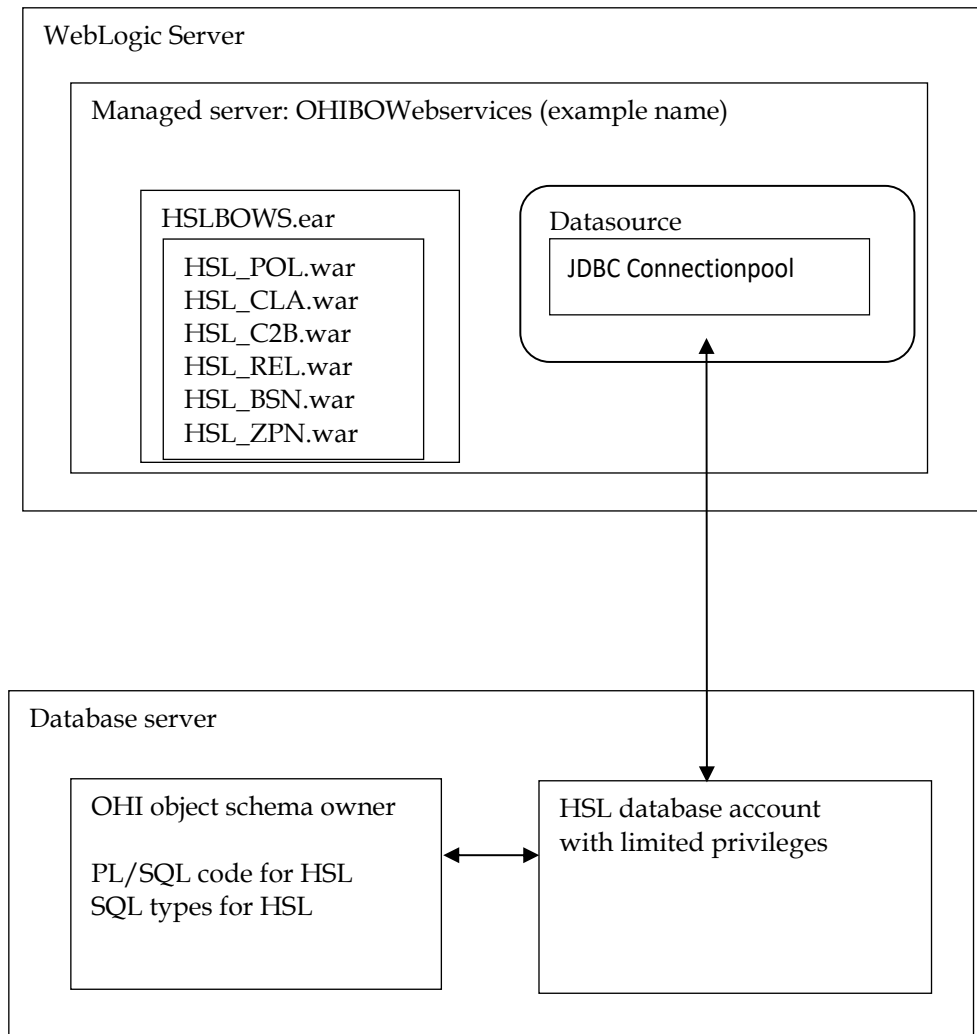 WebLogic Server
Managed server: OHIBOWebservices (example name)
HSLBOWS.ear
HSL_POL.war
HSL_CLA.war
HSL_C2B.war
HSL_REL.war
HSL_BSN.war
HSL_ZPN.war
Datasource
JDBC Connectionpool
Database server
OHI object schema owner
PL/SQL code for HSL
SQL types for HSL
HSL database account
with limited privileges